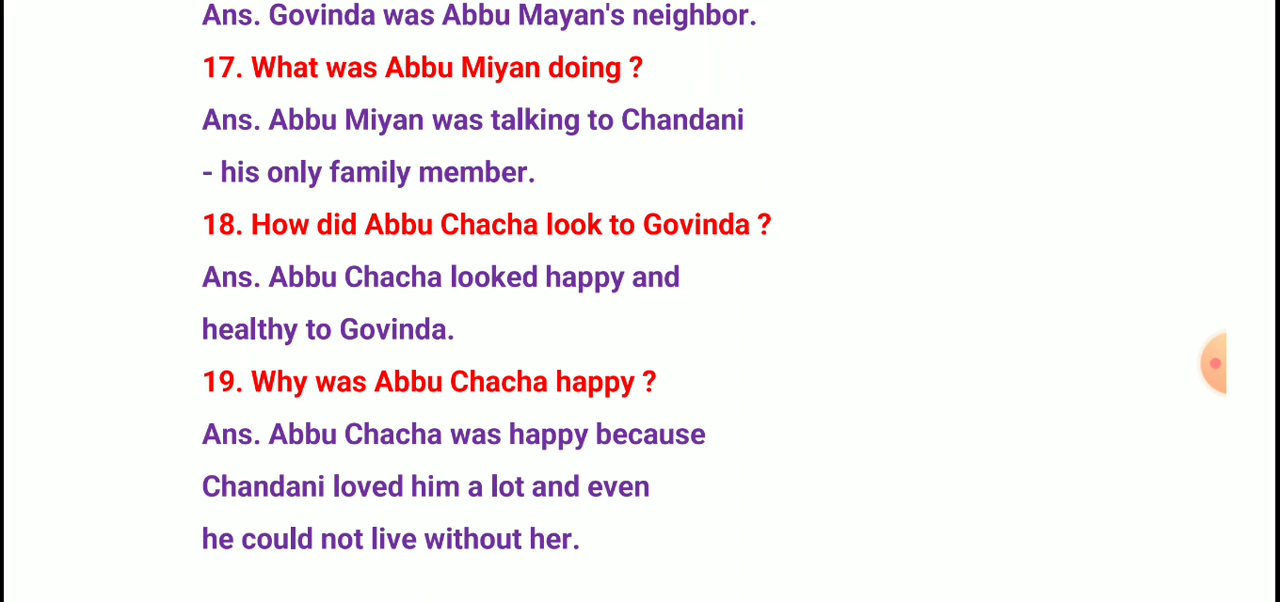 Ans. Govinda was Abbu Mayan's neighbor.
17. What was Abbu Miyan doing ?
Ans. Abbu Miyan was talking to Chandani
- his only family member.
18. How did Abbu Chacha look to Govinda ?
Ans. Abbu Chacha looked happy and
healthy to Govinda.
19. Why was Abbu Chacha happy ?
Ans. Abbu Chacha was happy because
Chandani loved him a lot and even
he could not live without her.